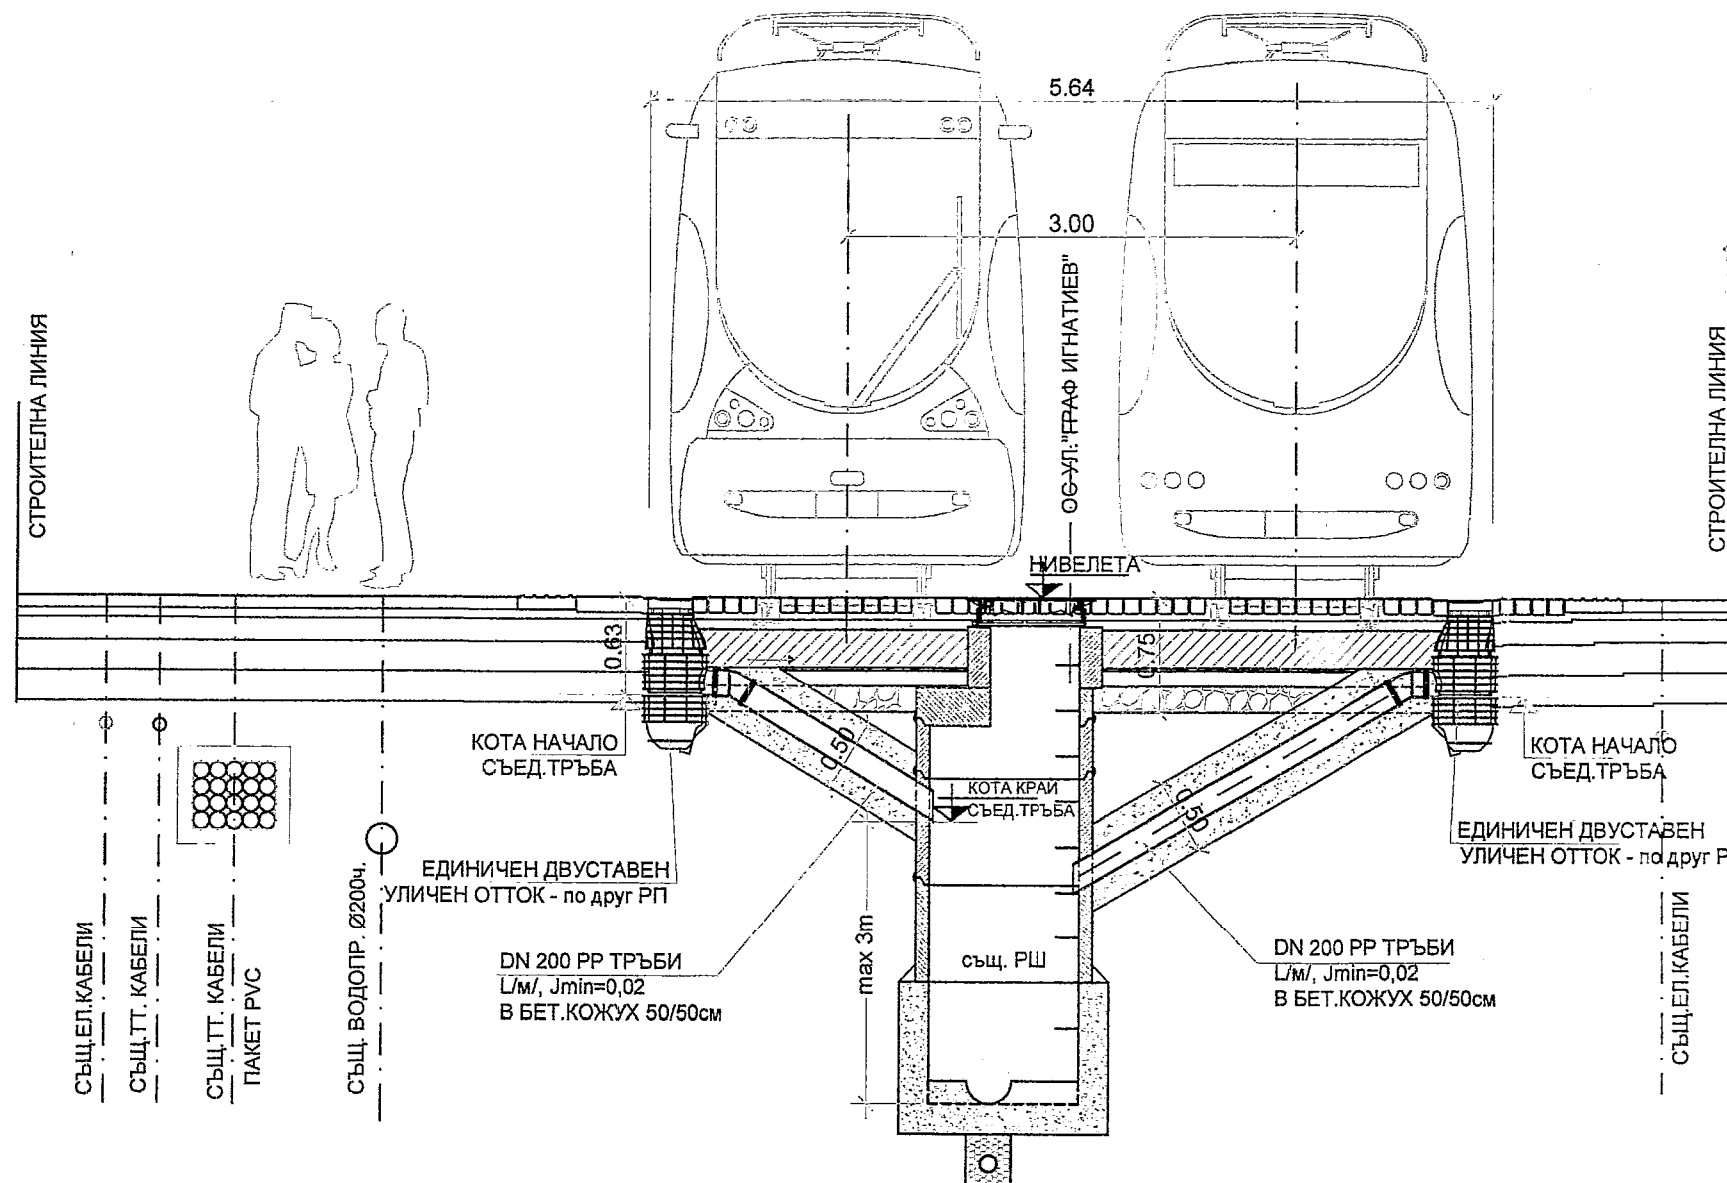 5.64
3.00
ОС УЛ."ГРАФ ИГНАТИЕВ"
СТРОИТЕЛНА ЛИНИЯ
СТРОИТЕЛНА ЛИНИЯ
НИВЕЛЕТА
0.63
0.75
КОТА НАЧАЛО
СЪЕД.ТРЪБА
0.50
КОТА КРАЙ
СЪЕД.ТРЪБА
0.50
КОТА НАЧАЛО
СЪЕД.ТРЪБА
ЕДИНИЧЕН ДВУСТАВЕН
УЛИЧЕН ОТТОК - по друг РП
ЕДИНИЧЕН ДВУСТАВЕН
УЛИЧЕН ОТТОК - по друг Р
DN 200 PP ТРЪБИ
L/м/, Jmin=0,02
В БЕТ.КОЖУХ 50/50см
max 3m
същ. РШ
DN 200 PP ТРЪБИ
L/м/, Jmin=0,02
В БЕТ.КОЖУХ 50/50см
СЪЩ.ЕЛ.КАБЕЛИ
СЪЩ.ТТ. КАБЕЛИ
СЪЩ.ТТ. КАБЕЛИ
ПАКЕТ PVC
СЪЩ. ВОДОПР. Ø200ч.
СЪЩ.ЕЛ.КАБЕЛИ